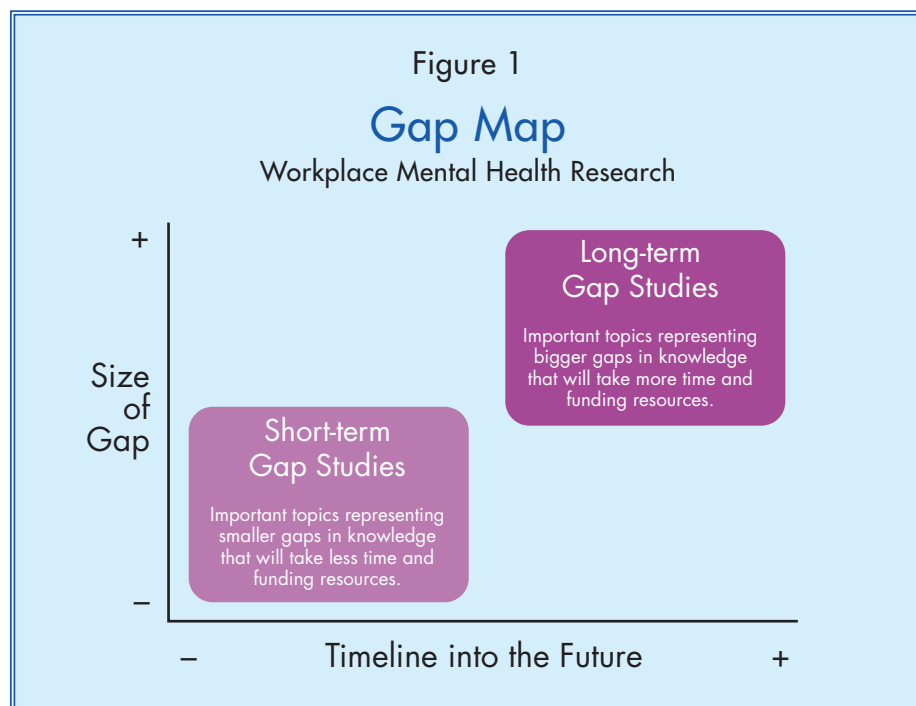 Figure 1
Gap Map
Workplace Mental Health Research
+
Long-term
Gap Studies
Important topics representing
bigger gaps in knowledge
that will take more time and
funding resources.
Size
of
Gap
Short-term
Gap Studies
Important topics representing
smaller gaps in knowledge
that will take less time and
funding resources.
–
– Timeline into the Future +